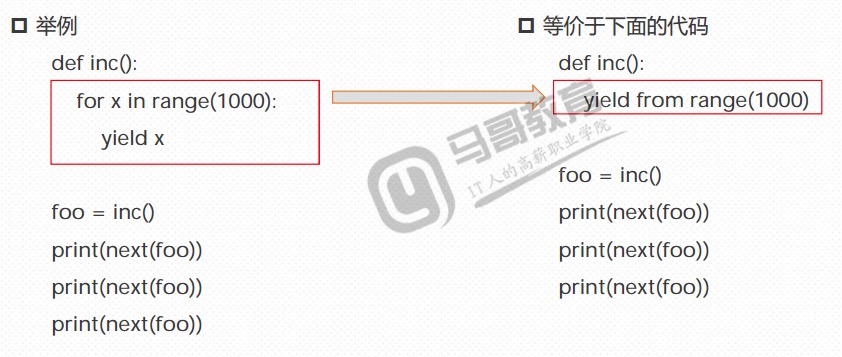 举例
def inc():
for x in range(1000):
yield x
foo = inc()
print(next(foo))
print(next(foo))
print(next(foo))
等价于下面的代码
def inc():
yield from range(1000)
foo = inc()
print(next(foo))
print(next(foo))
print(next(foo))
马哥教育
IT人的高薪职业学院